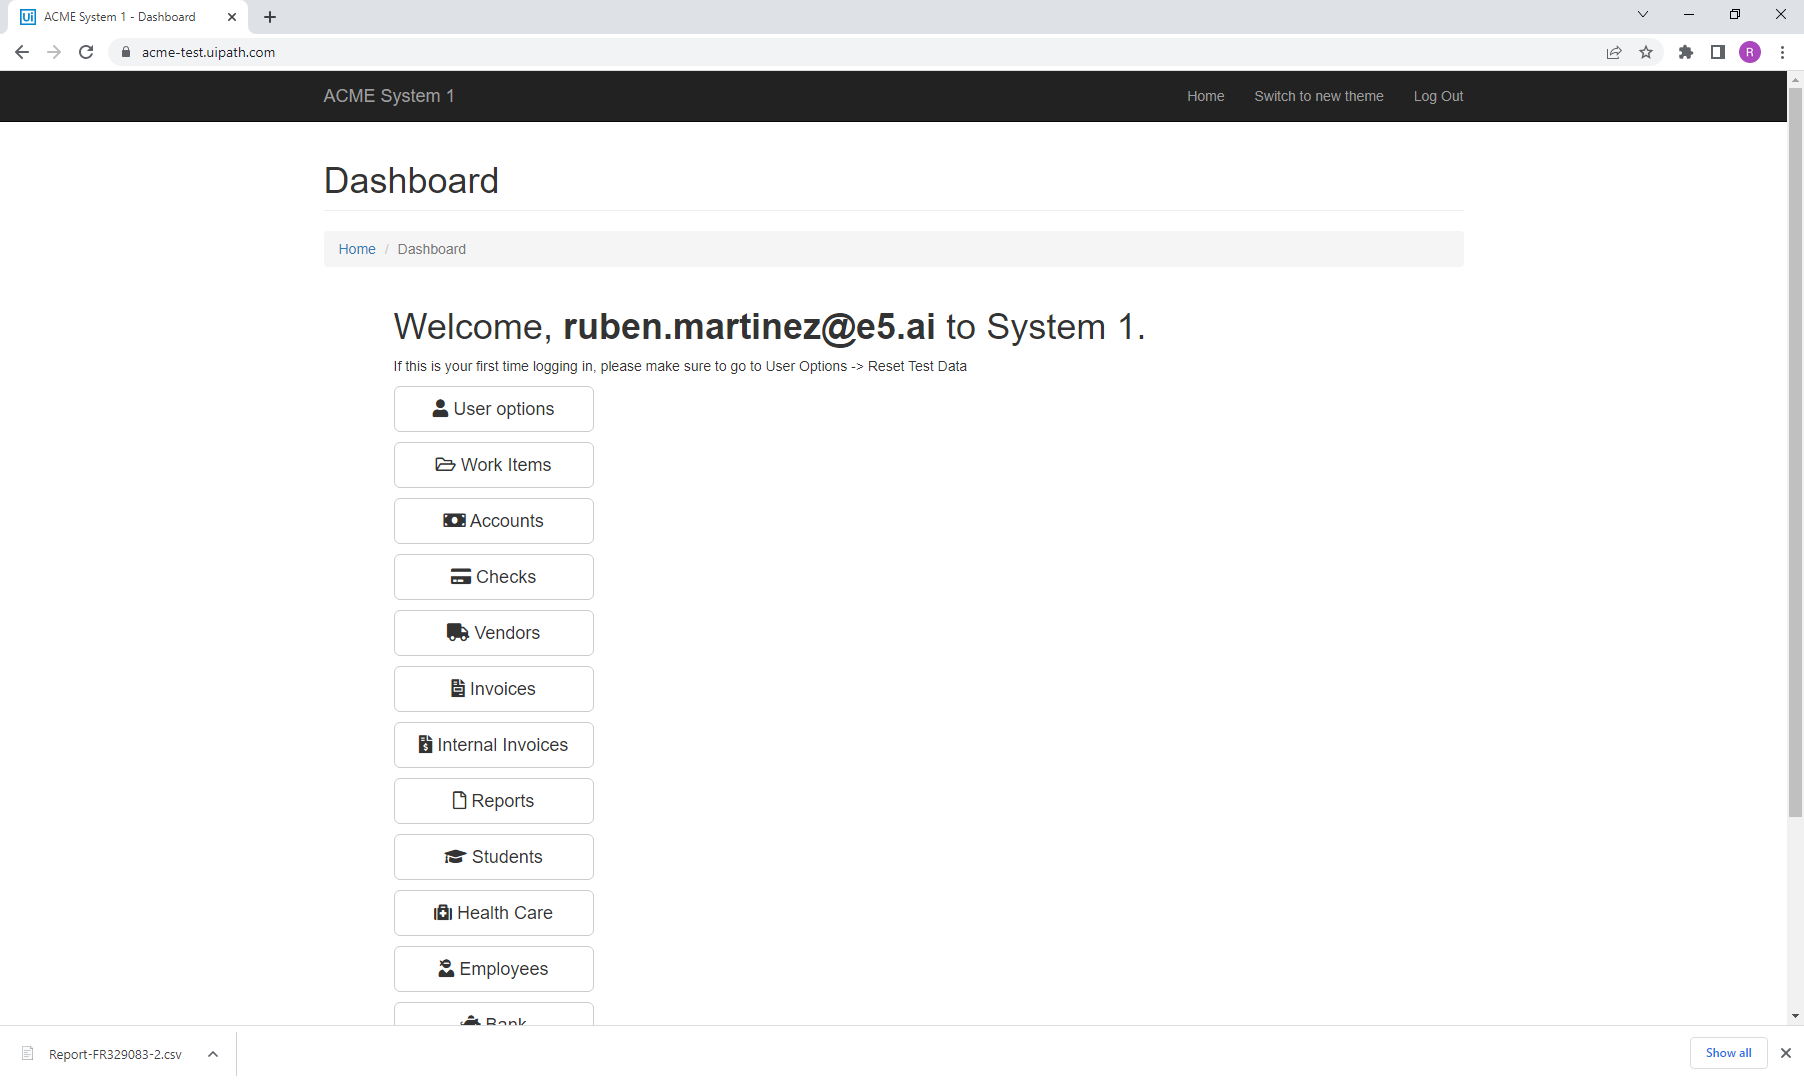 ACME System 1 - Dashboard
acme-test.uipath.com
R
ACME System 1
Home
Switch to new theme
Log Out
Dashboard
Home / Dashboard
Welcome, ruben.martinez@e5.ai to System 1.
If this is your first time logging in, please make sure to go to User Options -> Reset Test Data
User options
Work Items
Accounts
Checks
Vendors
Invoices
Internal Invoices
Reports
Students
Health Care
Employees
Bank
Report-FR329083-2.csv
Show all